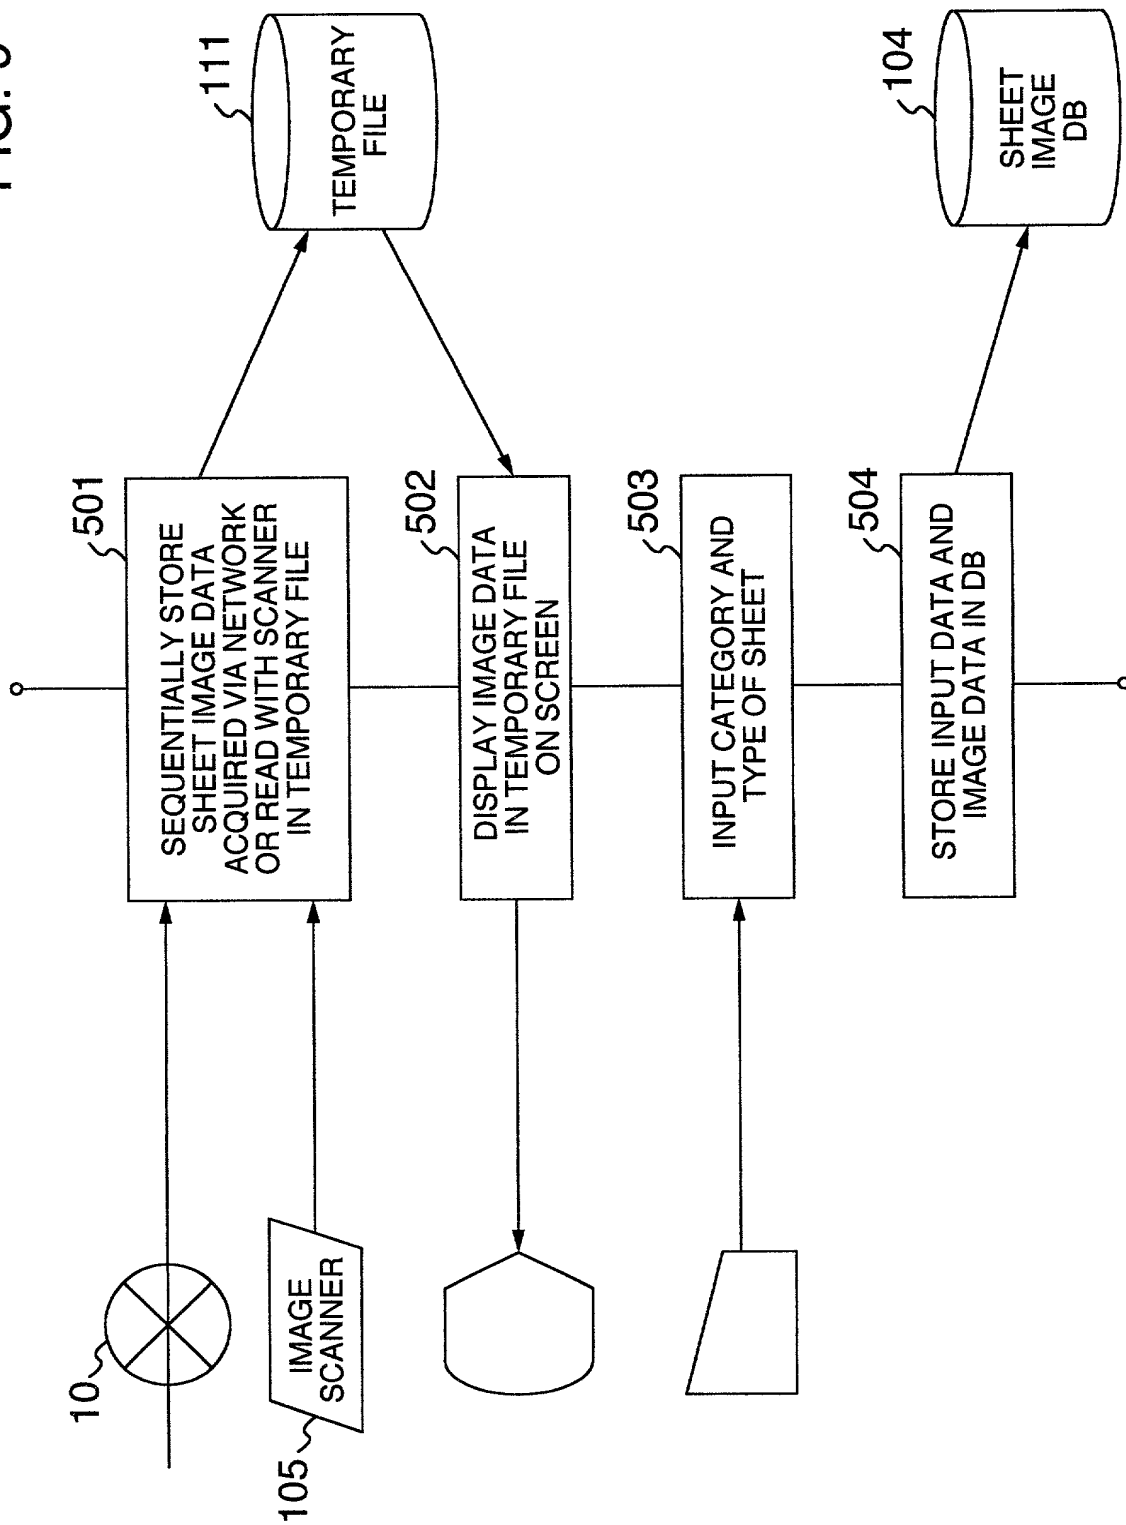 FIG.
10
105
IMAGE
SCANNER
501
SEQUENTIALLY STORE
SHEET IMAGE DATA
ACQUIRED VIA NETWORK
OR READ WITH SCANNER
IN TEMPORARY FILE
111
TEMPORARY
FILE
502
DISPLAY IMAGE DATA
IN TEMPORARY FILE
ON SCREEN
503
INPUT CATEGORY AND
TYPE OF SHEET
504
STORE INPUT DATA AND
IMAGE DATA IN DB
104
SHEET
IMAGE
DB